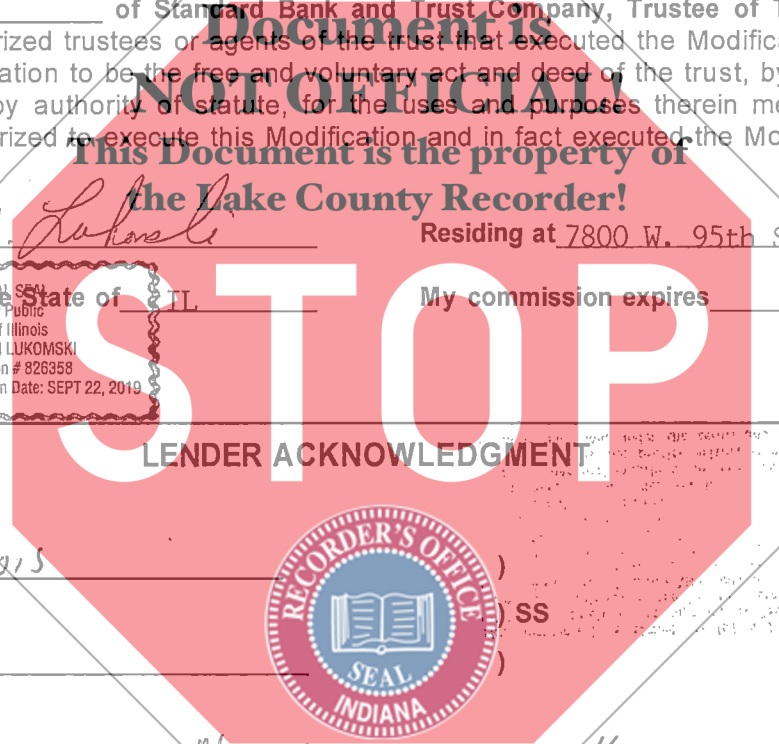 of Standard Bank and Trust Company, Trustee of T
Document is
rized trustees or agents of the trust that executed the Modific
ation to be the free and voluntary act and deed of the trust, by
NOT OFFICIAL!
by authority of statute, for the uses and purposes therein m
rized to execute this Modification and in fact executed the Mo
This Document is the property of
the Lake County Recorder!
Lukomski
Residing at 7800 W. 95th S
SEAL
e State of IL
My commission expires
Public
f Illinois
LUKOMSKI
n # 826358
n Date: SEPT 22, 2019
STOP
LENDER ACKNOWLEDGMENT
RECORDER'S OFFICE
)
) SS
)
SEAL
INDIANA